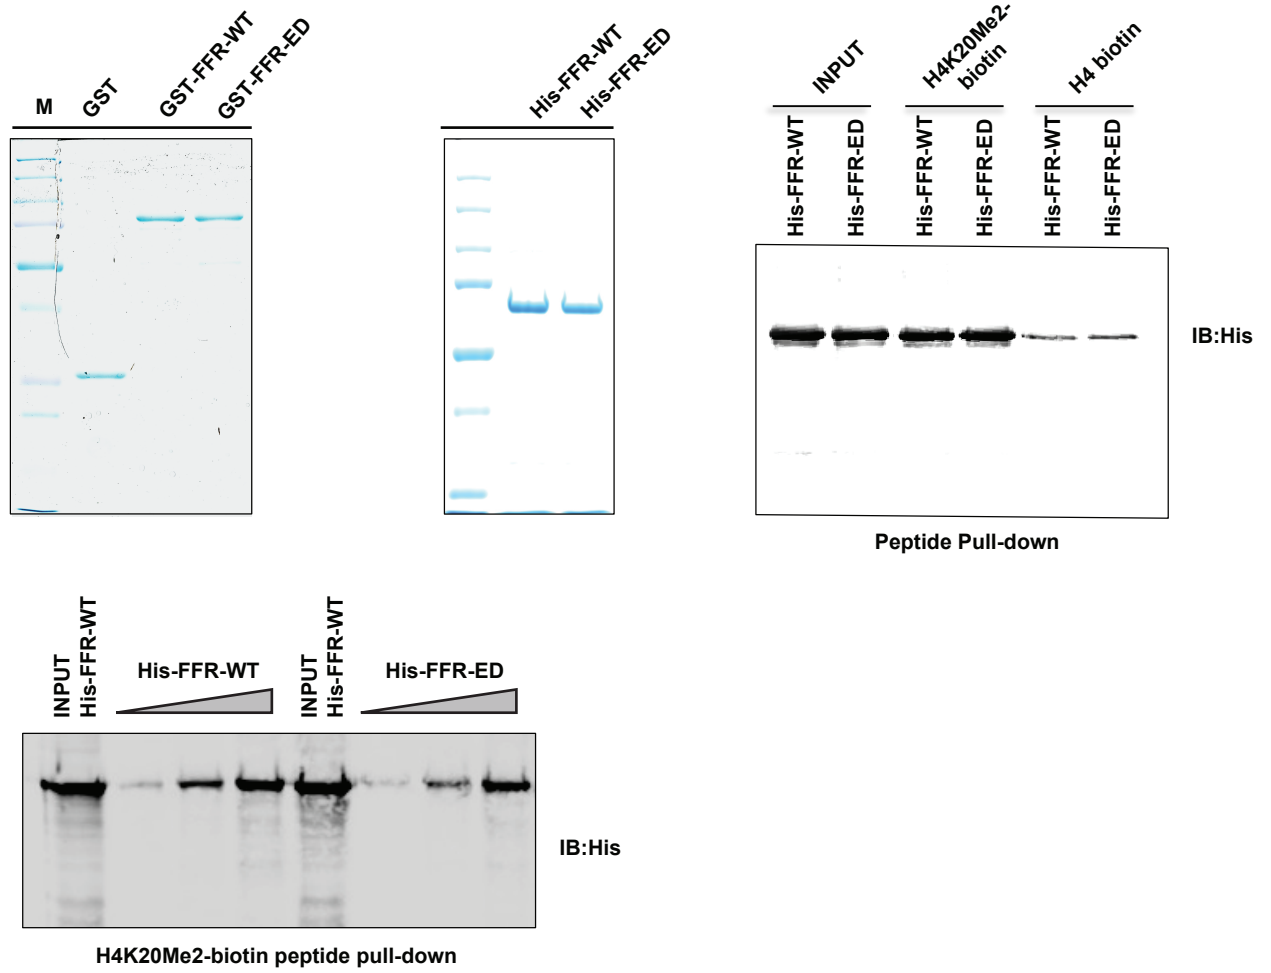 M
GST
GST-FFR-WT
GST-FFR-ED
His-FFR-WT
His-FFR-ED
INPUT
H4K20Me2-
biotin
H4 biotin
His-FFR-WT
His-FFR-ED
His-FFR-WT
His-FFR-ED
His-FFR-WT
His-FFR-ED
IB:His
Peptide Pull-down
INPUT
His-FFR-WT
His-FFR-WT
INPUT
His-FFR-WT
His-FFR-ED
IB:His
H4K20Me2-biotin peptide pull-down